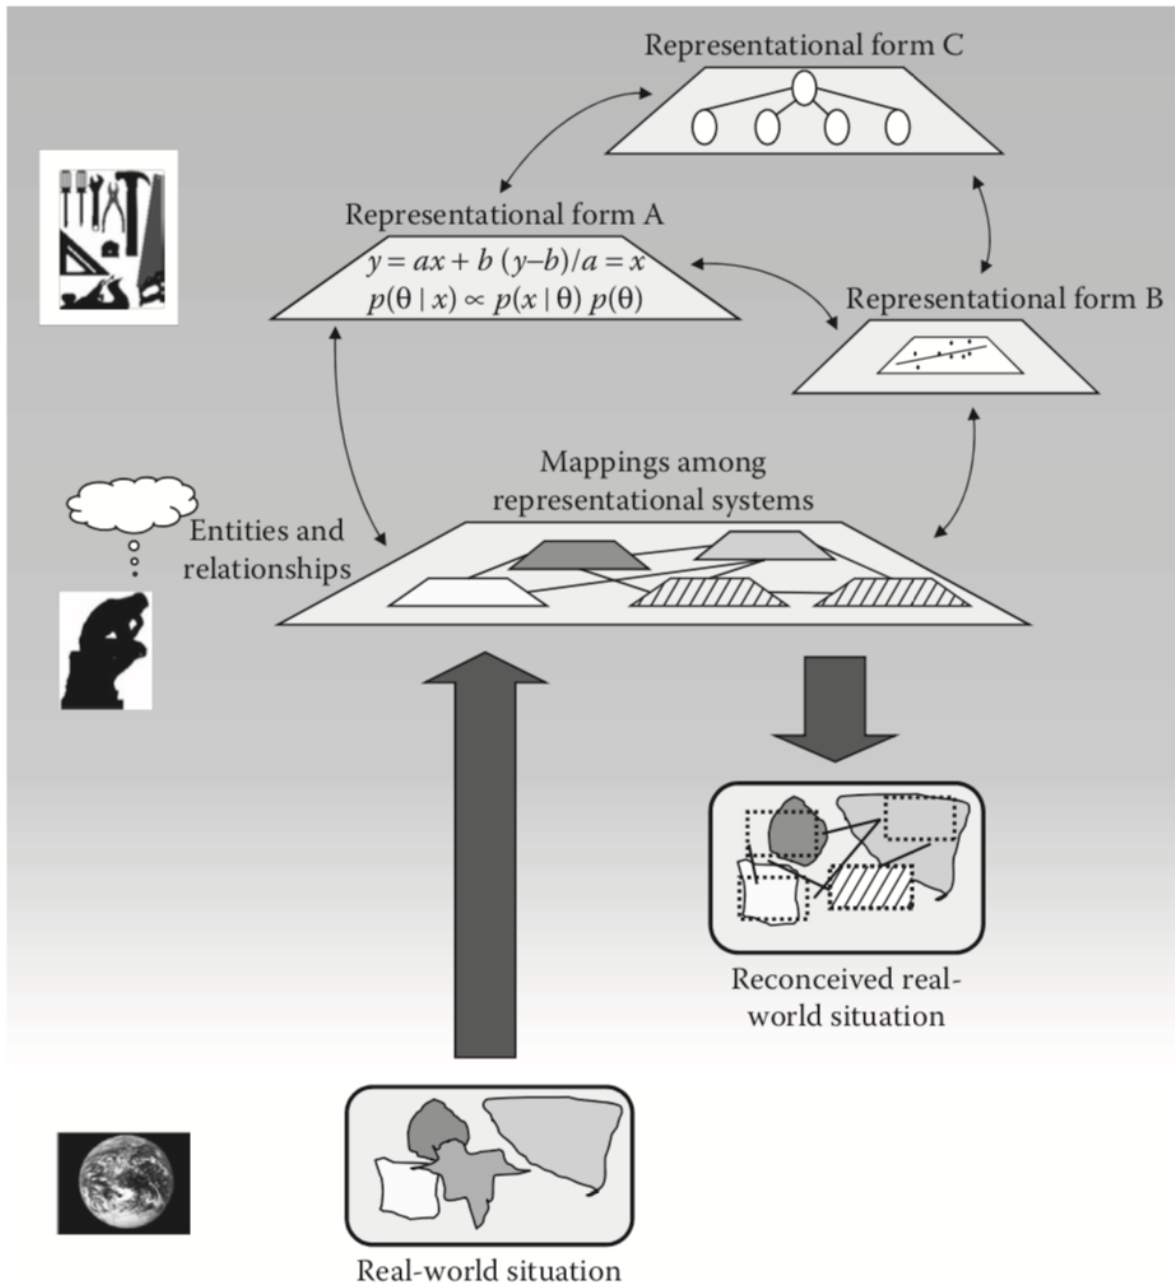 Representational form C
Representational form A
y = ax + b (y–b)/a = x
p(θ | x) ∝ p(x | θ) p(θ)
Representational form B
Mappings among
representational systems
Entities and
relationships
Reconceived real-
world situation
Real-world situation